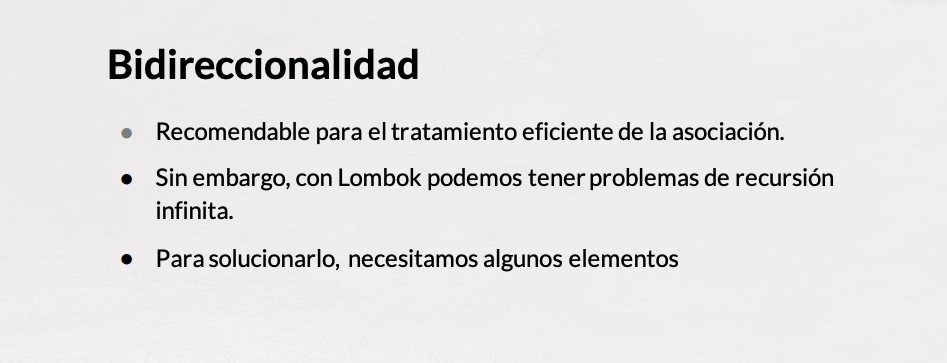 Bidireccionalidad
● Recomendable para el tratamiento eficiente de la asociación.
● Sin embargo, con Lombok podemos tener problemas de recursión
infinita.
● Para solucionarlo, necesitamos algunos elementos